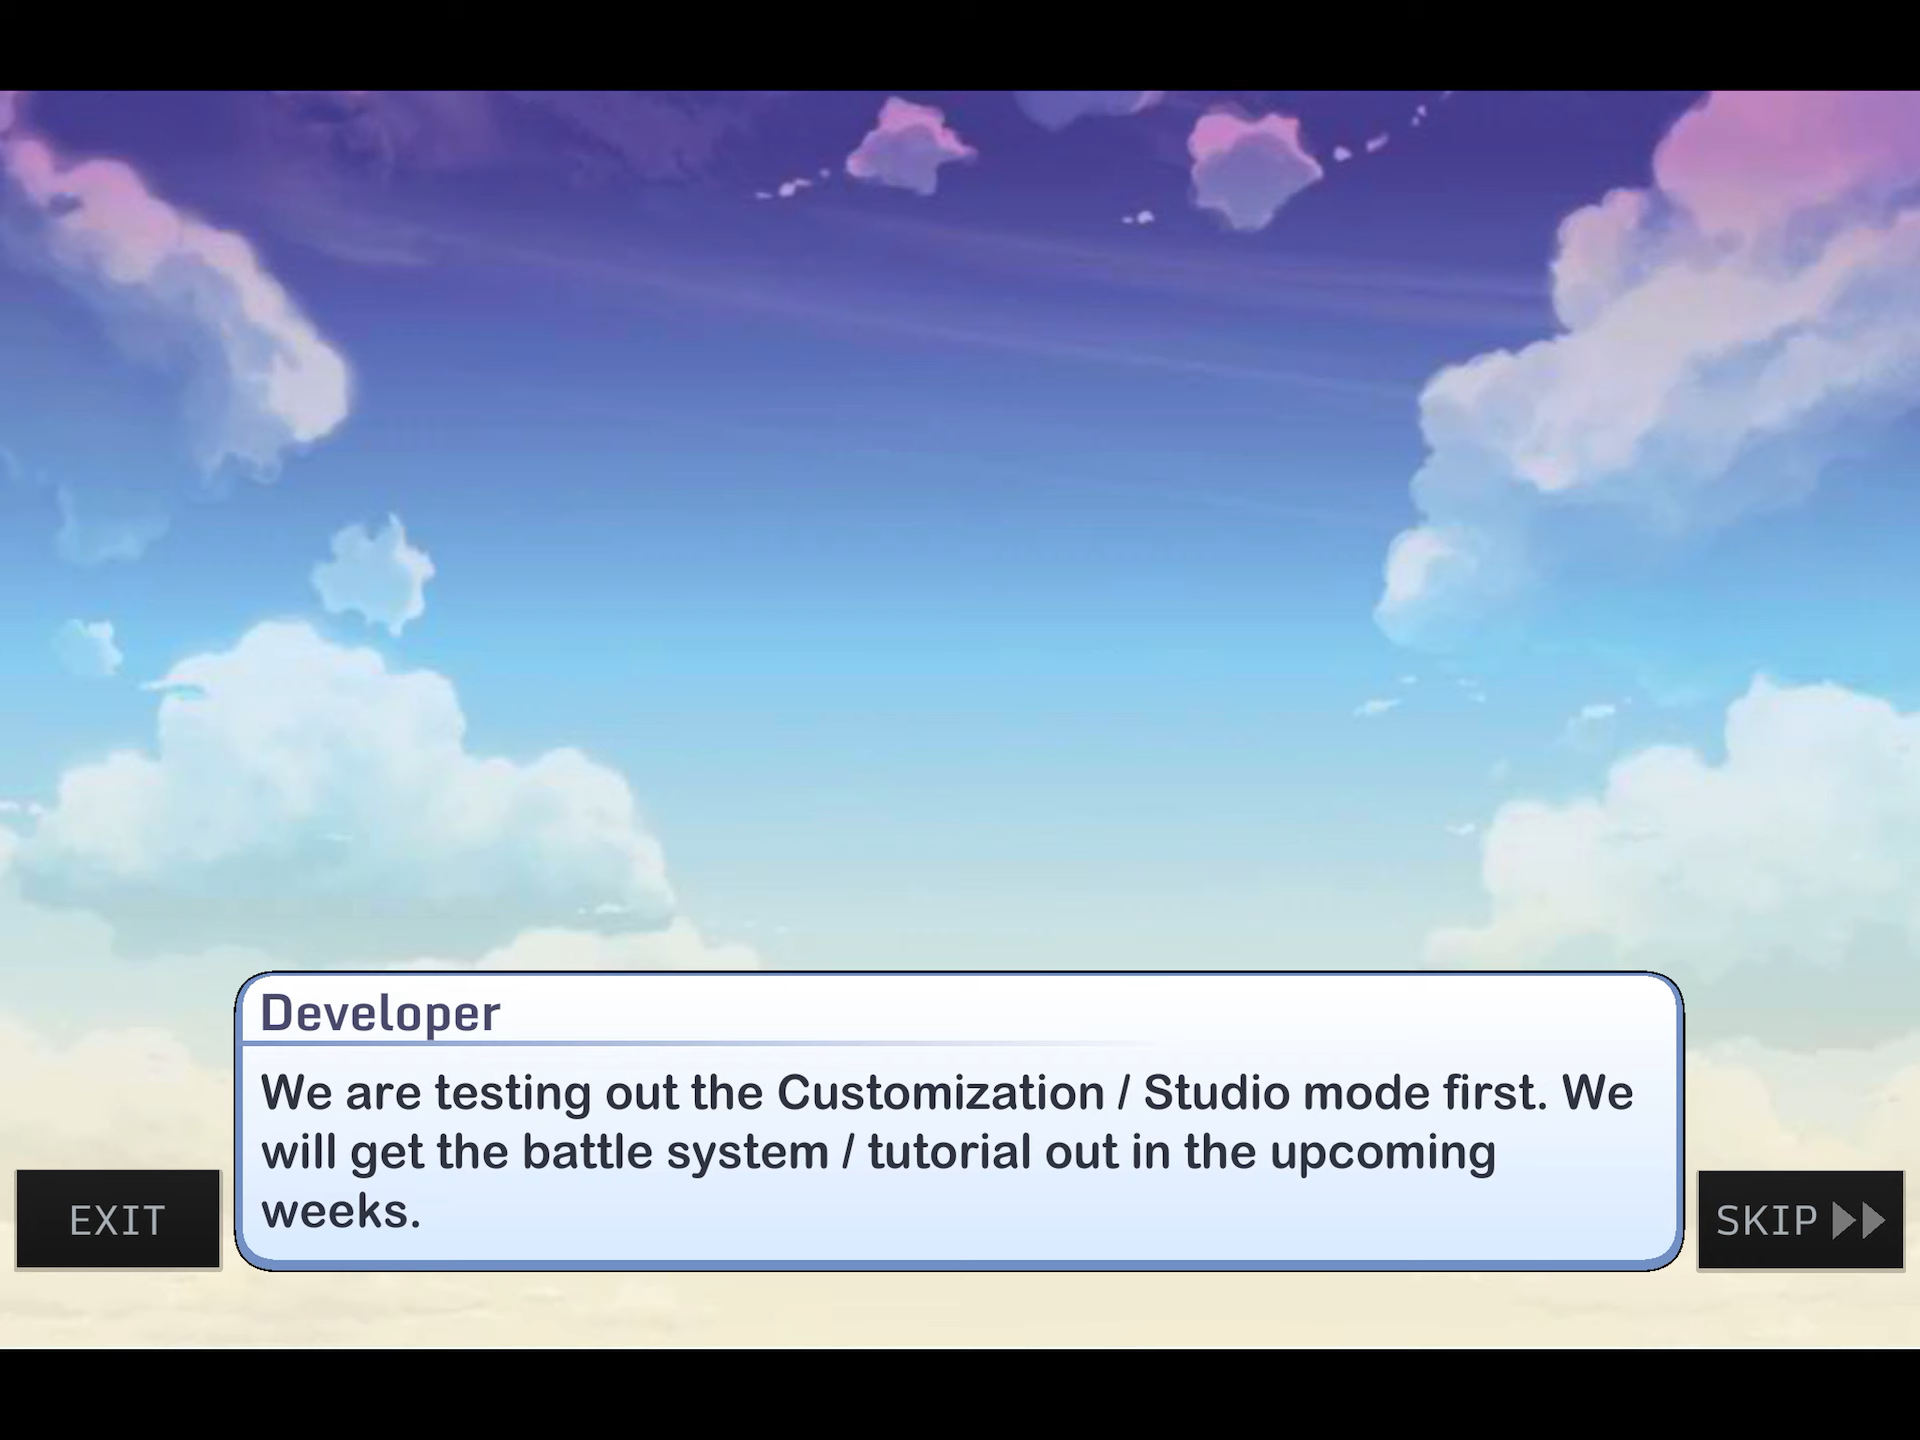 Developer
We are testing out the Customization / Studio mode first. We
will get the battle system / tutorial out in the upcoming
weeks.
EXIT
SKIP